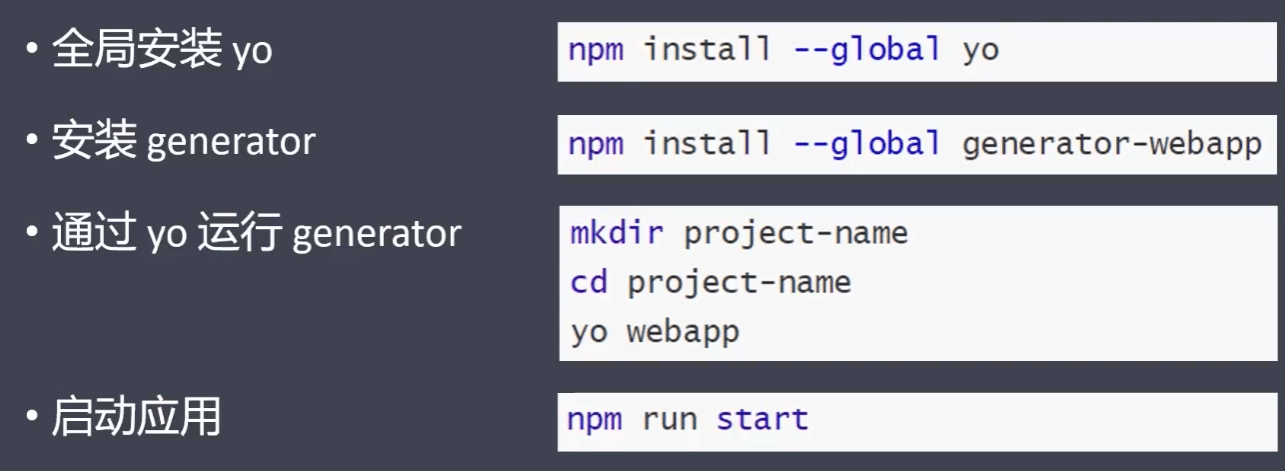 • 全局安装 yo
npm install --global yo
• 安装 generator
npm install --global generator-webapp
• 通过 yo 运行 generator
mkdir project-name
cd project-name
yo webapp
• 启动应用
npm run start